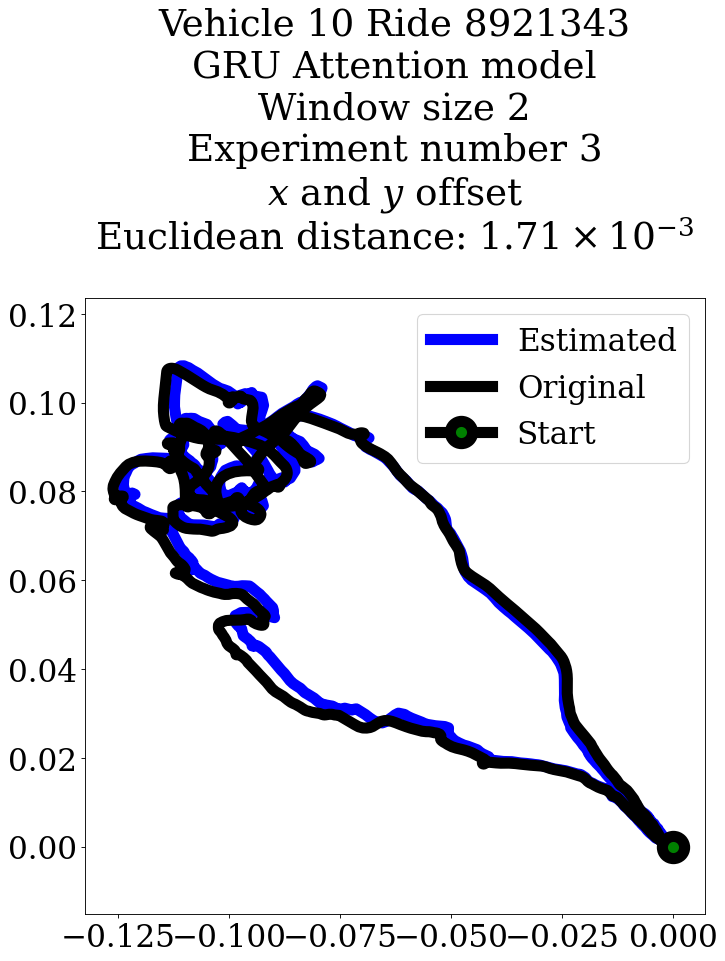 Vehicle 10 Ride 8921343
GRU Attention model
Window size 2
Experiment number 3
x and y offset
Euclidean distance: 1.71 × 10⁻³
Estimated
Original
Start
0.12
0.10
0.08
0.06
0.04
0.02
0.00
−0.125 −0.100 −0.075 −0.050 −0.025 0.000